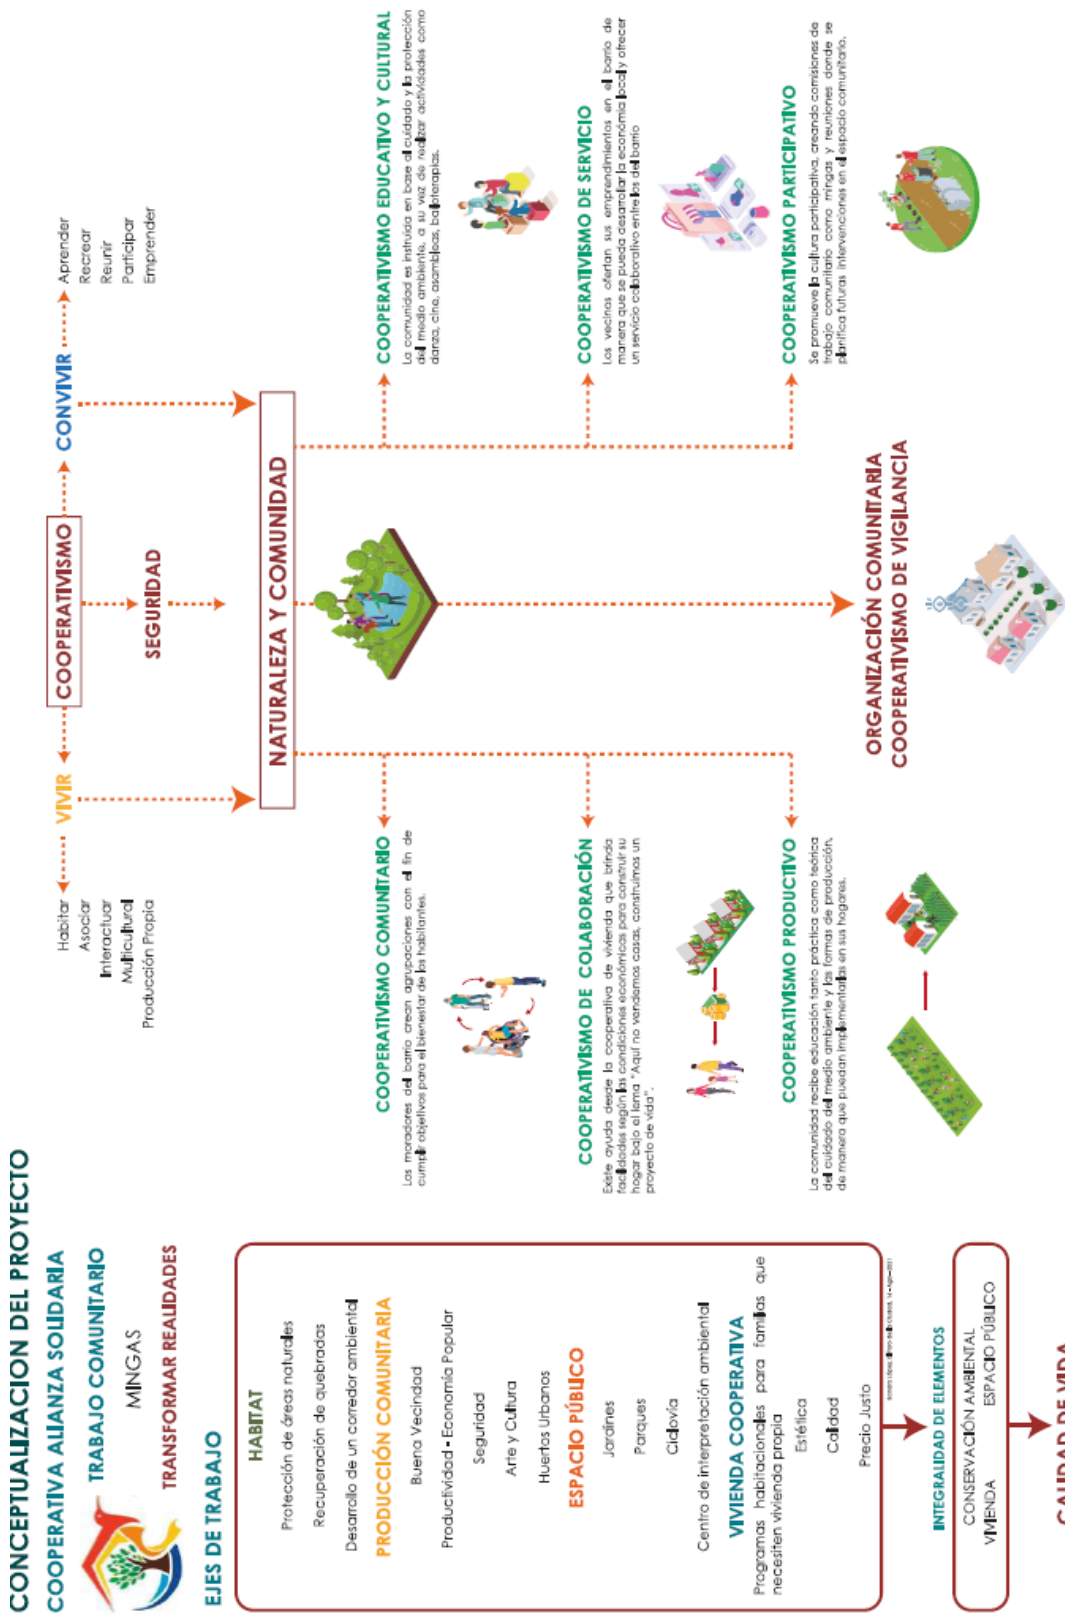 CONCEPTUALIZACION DEL PROYECTO
COOPERATIVA ALIANZA SOLIDARIA
TRABAJO COMUNITARIO
MINGAS
TRANSFORMAR REALIDADES
EJES DE TRABAJO
HABITAT
Protección de áreas naturales
Recuperación de quebradas
Desarrollo de un corredor ambiental
PRODUCCIÓN COMUNITARIA
Buena Vecindad
Productividad - Economía Popular
Seguridad
Arte y Cultura
Huertos Urbanos
ESPACIO PÚBLICO
Jardines
Parques
Ciclovía
Centro de interpretación ambiental
VIVIENDA COOPERATIVA
Programas habitacionales para familias que
necesiten vivienda propia
Estética
Calidad
Precio Justo
INTEGRALIDAD DE ELEMENTOS
CONSERVACIÓN AMBIENTAL
VIVIENDA ESPACIO PÚBLICO
CALIDAD DE VIDA
COOPERATIVISMO
VIVIR
Habitar
Asociar
Interactuar
Multicultural
Producción Propia
CONVIVIR
Aprender
Recrear
Reunir
Participar
Emprender
SEGURIDAD
NATURALEZA Y COMUNIDAD
COOPERATIVISMO COMUNITARIO
Los moradores del barrio crean agrupaciones con el fin de
cumplir objetivos para el bienestar de los habitantes.
COOPERATIVISMO DE COLABORACIÓN
Existe ayuda desde la cooperativa de vivienda que brinda
facilidades según las condiciones económicas para construir su
hogar bajo el lema "Aquí no vendemos casas, construimos un
proyecto de vida".
COOPERATIVISMO PRODUCTIVO
La comunidad recibe educación tanto práctica como teórica
del cuidado del medio ambiente y las formas de producción,
de manera que puedan implementarlas en sus hogares.
COOPERATIVISMO EDUCATIVO Y CULTURAL
La comunidad es instruida en base al cuidado y la protección
del medio ambiente, a su vez de realizar actividades como
danza, cine, asambleas, bailoterapias.
COOPERATIVISMO DE SERVICIO
Los vecinos ofertan sus emprendimientos en el barrio de
manera que se pueda desarrollar la económia local y ofrecer
un servicio colaborativo entre los del barrio
COOPERATIVISMO PARTICIPATIVO
Se promueve la cultura participativa, creando comisiones de
trabajo comunitario como mingas y reuniones donde se
planifica futuras intervenciones en el espacio comunitario.
ORGANIZACIÓN COMUNITARIA
COOPERATIVISMO DE VIGILANCIA